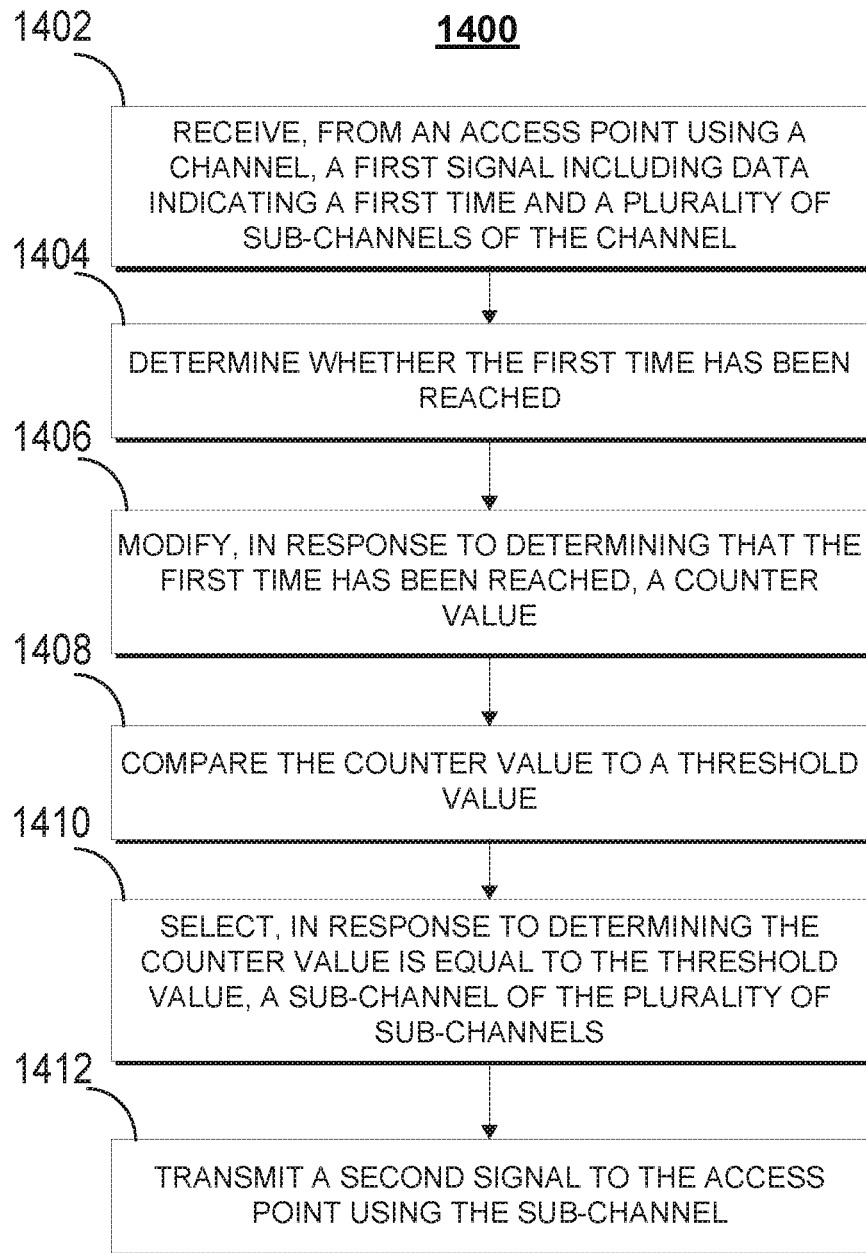 1400
1402
RECEIVE, FROM AN ACCESS POINT USING A
CHANNEL, A FIRST SIGNAL INCLUDING DATA
INDICATING A FIRST TIME AND A PLURALITY OF
SUB-CHANNELS OF THE CHANNEL
1404
DETERMINE WHETHER THE FIRST TIME HAS BEEN
REACHED
1406
MODIFY, IN RESPONSE TO DETERMINING THAT THE
FIRST TIME HAS BEEN REACHED, A COUNTER
VALUE
1408
COMPARE THE COUNTER VALUE TO A THRESHOLD
VALUE
1410
SELECT, IN RESPONSE TO DETERMINING THE
COUNTER VALUE IS EQUAL TO THE THRESHOLD
VALUE, A SUB-CHANNEL OF THE PLURALITY OF
SUB-CHANNELS
1412
TRANSMIT A SECOND SIGNAL TO THE ACCESS
POINT USING THE SUB-CHANNEL